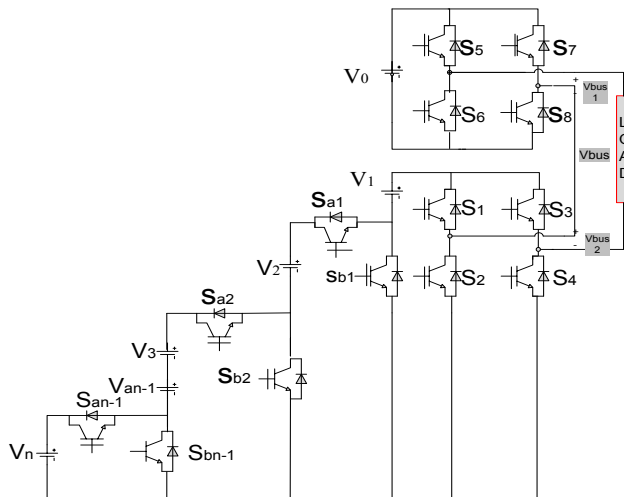 S5
S7
V0
+
Vbus
1
-
S6
S8
L
O
A
D
Vbus
V1
Sa1
S1
S3
+
Vbus
2
-
V2
Sb1
S2
S4
Sa2
V3
Sb2
Van-1
San-1
Vn
Sbn-1